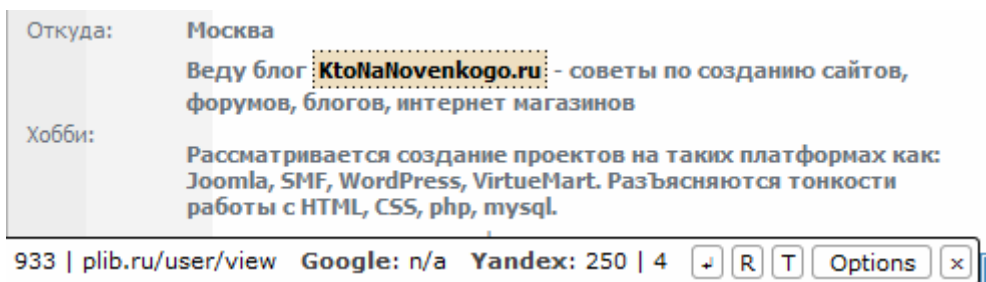 Откуда: Москва
Веду блог KtoNaNovenkogo.ru - советы по созданию сайтов,
форумов, блогов, интернет магазинов
Хобби:
Рассматривается создание проектов на таких платформах как:
Joomla, SMF, WordPress, VirtueMart. РазЪясняются тонкости
работы с HTML, CSS, php, mysql.
933 | plib.ru/user/view Google: n/a Yandex: 250 | 4 ↲ R T Options ×